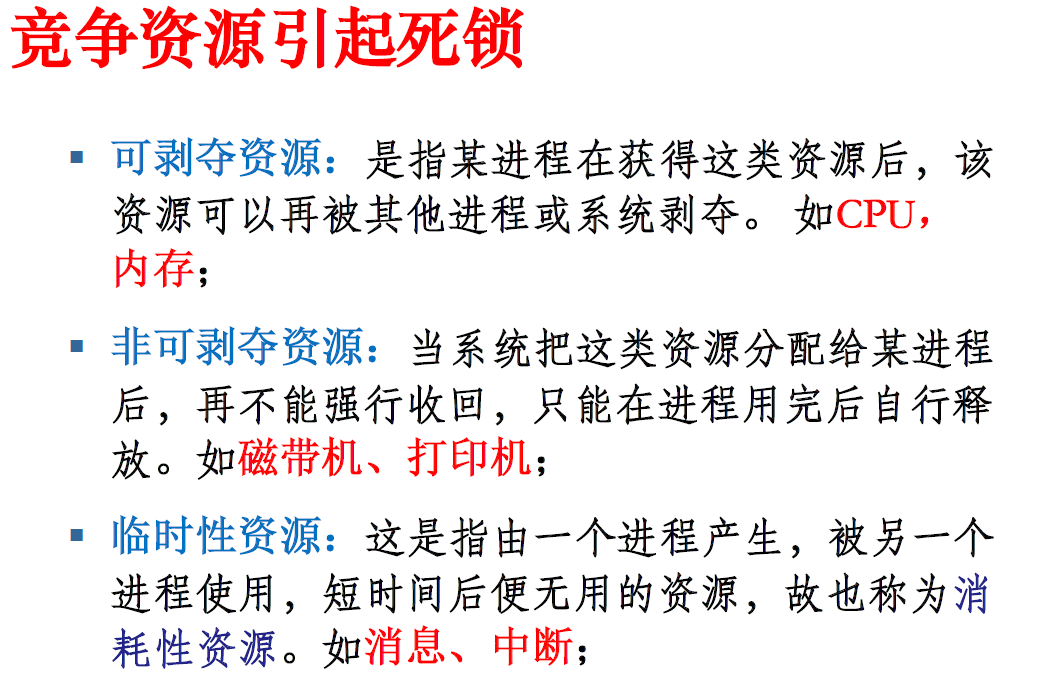 竞争资源引起死锁
▪ 可剥夺资源：是指某进程在获得这类资源后，该
资源可以再被其他进程或系统剥夺。 如CPU，
内存；
▪ 非可剥夺资源：当系统把这类资源分配给某进程
后，再不能强行收回，只能在进程用完后自行释
放。如磁带机、打印机；
▪ 临时性资源：这是指由一个进程产生，被另一个
进程使用，短时间后便无用的资源，故也称为消
耗性资源。如消息、中断；